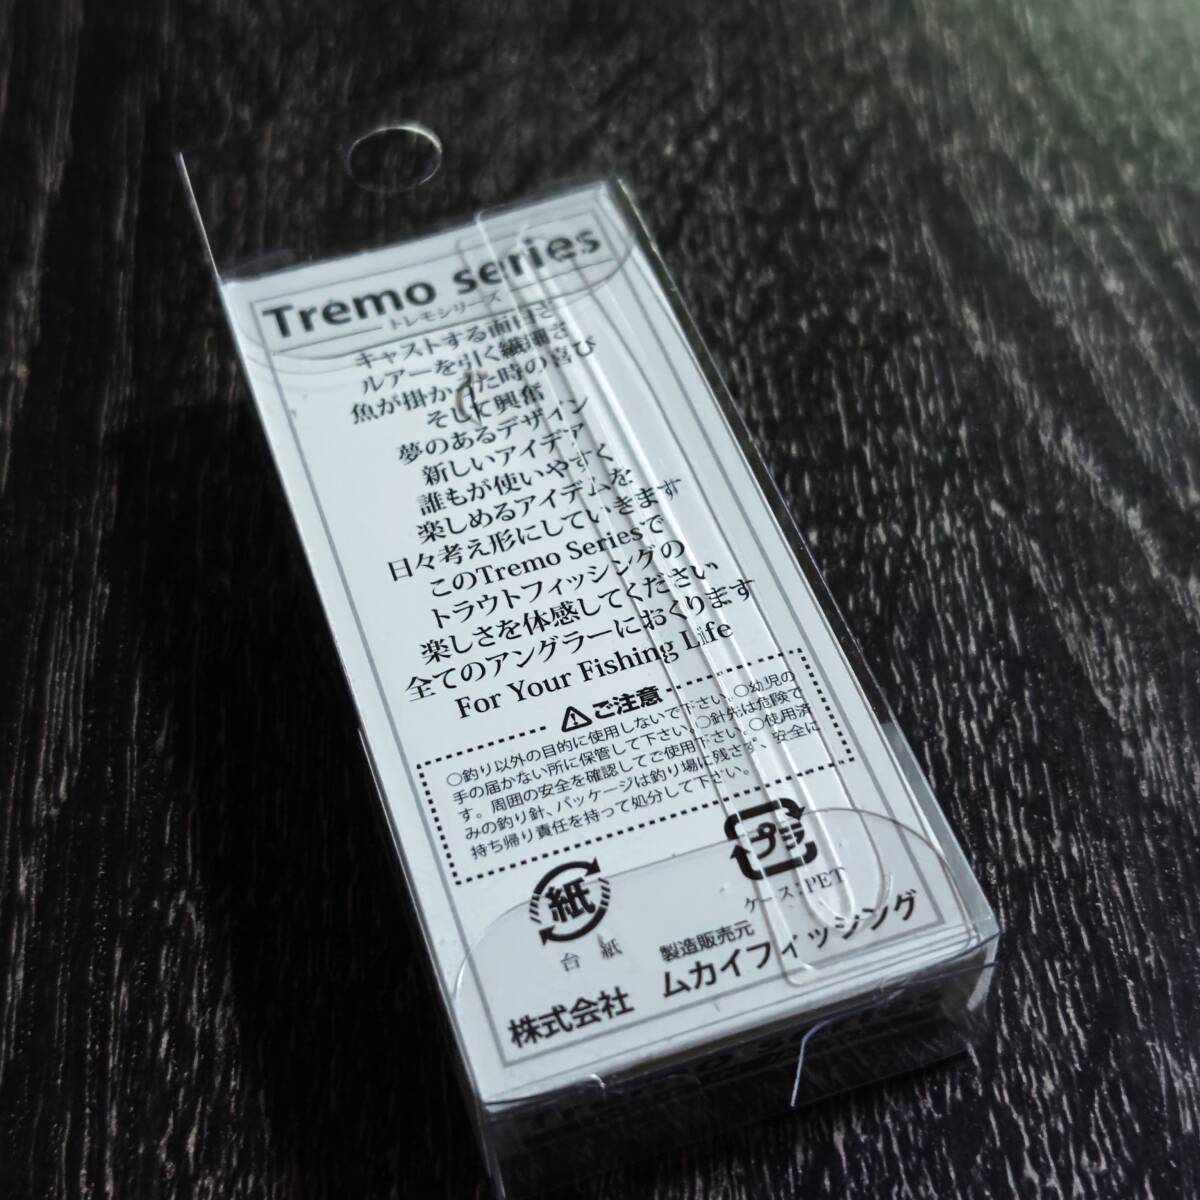 Tremo series
トレモシリーズ
キャストする面白さ
ルアーを引く繊細さ
魚が掛かった時の喜び
そして興奮
夢のあるデザイン
新しいアイデア
誰もが使いやすく
楽しめるアイテムを
日々考え形にしていきます
このTremo Seriesで
トラウトフィッシングの
楽しさを体感してください
全てのアングラーにおくります
For Your Fishing Life
ご注意
○釣り以外の目的に使用しないで下さい。○幼児の
手の届かない所に保管して下さい。○針先は危険で
す。周囲の安全を確認してご使用下さい。○使用済
みの釣り針、パッケージは釣り場に残さず、安全に
持ち帰り責任を持って処分して下さい。
紙
台 紙
プラ
ケース:PET
製造販売元
株式会社 ムカイフィッシング